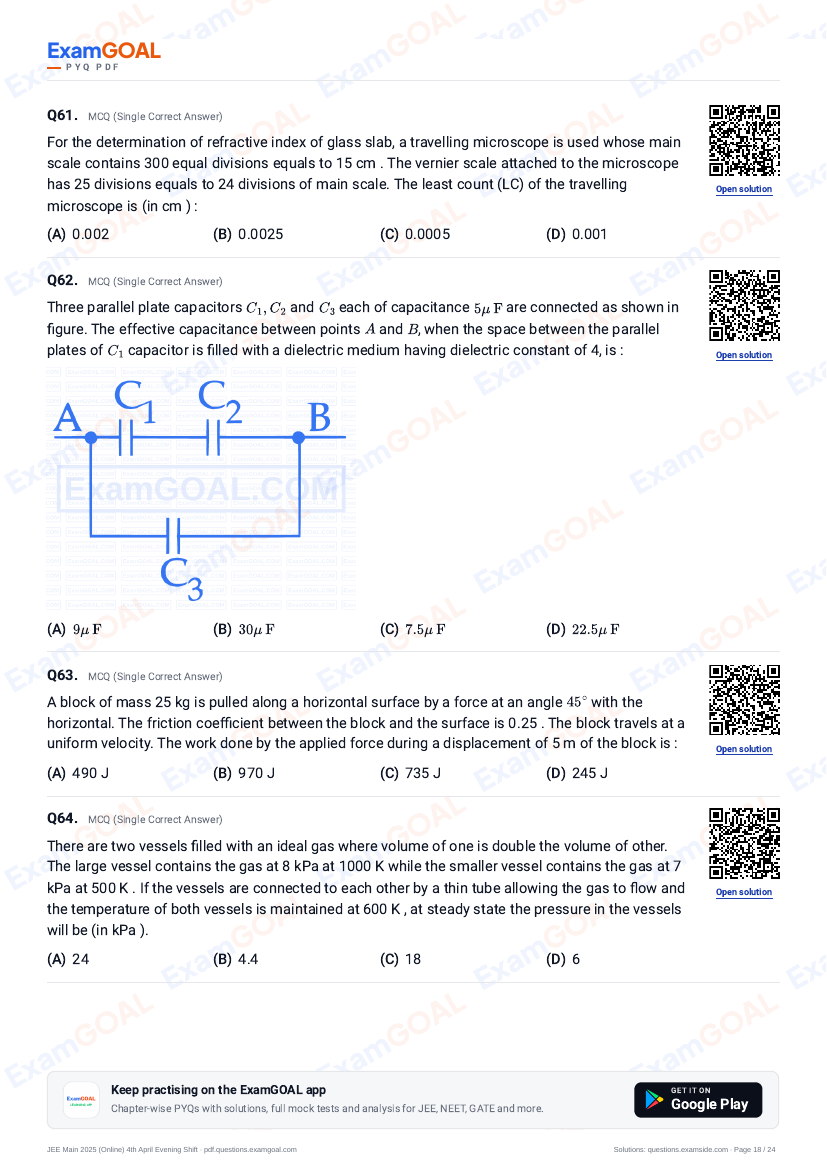 ExamGOAL
PYQ PDF
Q61. MCQ (Single Correct Answer)
For the determination of refractive index of glass slab, a travelling microscope is used whose main
scale contains 300 equal divisions equals to 15 cm . The vernier scale attached to the microscope
has 25 divisions equals to 24 divisions of main scale. The least count (LC) of the travelling
microscope is (in cm ) :
Open solution
(A) 0.002 (B) 0.0025 (C) 0.0005 (D) 0.001
Q62. MCQ (Single Correct Answer)
Three parallel plate capacitors C₁, C₂ and C₃ each of capacitance 5μ F are connected as shown in
figure. The effective capacitance between points A and B, when the space between the parallel
plates of C₁ capacitor is filled with a dielectric medium having dielectric constant of 4, is :
Open solution
A C₁ C₂ B
ExamGOAL.COM
C₃
(A) 9μ F (B) 30μ F (C) 7.5μ F (D) 22.5μ F
Q63. MCQ (Single Correct Answer)
A block of mass 25 kg is pulled along a horizontal surface by a force at an angle 45° with the
horizontal. The friction coefficient between the block and the surface is 0.25 . The block travels at a
uniform velocity. The work done by the applied force during a displacement of 5 m of the block is :
Open solution
(A) 490 J (B) 970 J (C) 735 J (D) 245 J
Q64. MCQ (Single Correct Answer)
There are two vessels filled with an ideal gas where volume of one is double the volume of other.
The large vessel contains the gas at 8 kPa at 1000 K while the smaller vessel contains the gas at 7
kPa at 500 K . If the vessels are connected to each other by a thin tube allowing the gas to flow and
the temperature of both vessels is maintained at 600 K , at steady state the pressure in the vessels
will be (in kPa ).
Open solution
(A) 24 (B) 4.4 (C) 18 (D) 6
ExamGOAL
Keep practising on the ExamGOAL app
Chapter-wise PYQs with solutions, full mock tests and analysis for JEE, NEET, GATE and more.
GET IT ON
Google Play
JEE Main 2025 (Online) 4th April Evening Shift · pdf.questions.examgoal.com
Solutions: questions.examside.com · Page 18 / 24